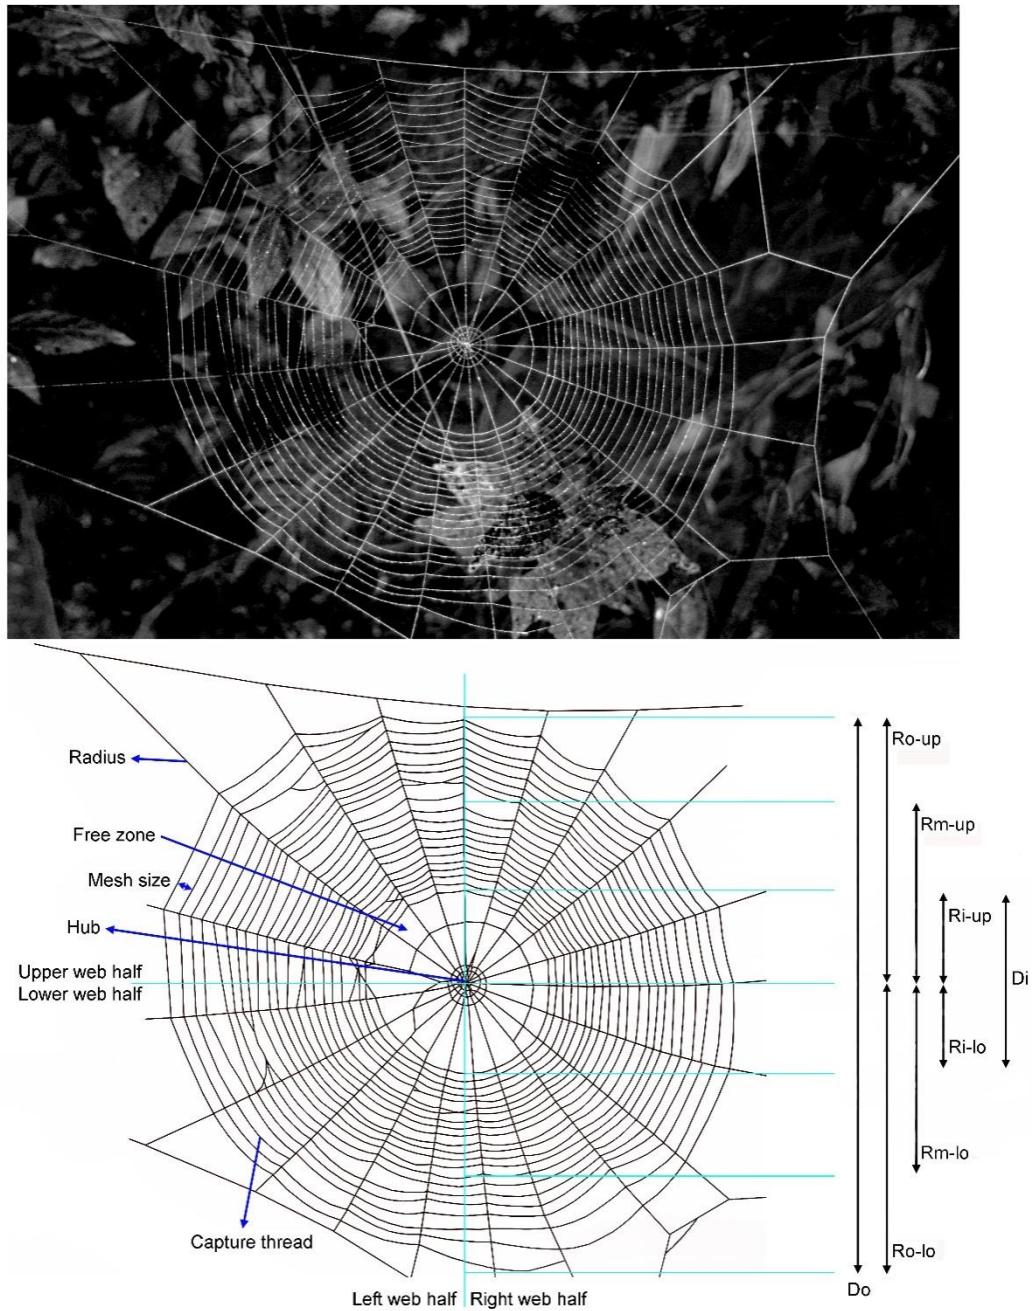 Radius
Free zone
Mesh size
Hub
Upper web half
Lower web half
Capture thread
Left web half
Right web half
Ro-up
Rm-up
Ri-up
Di
Ri-lo
Rm-lo
Ro-lo
Do